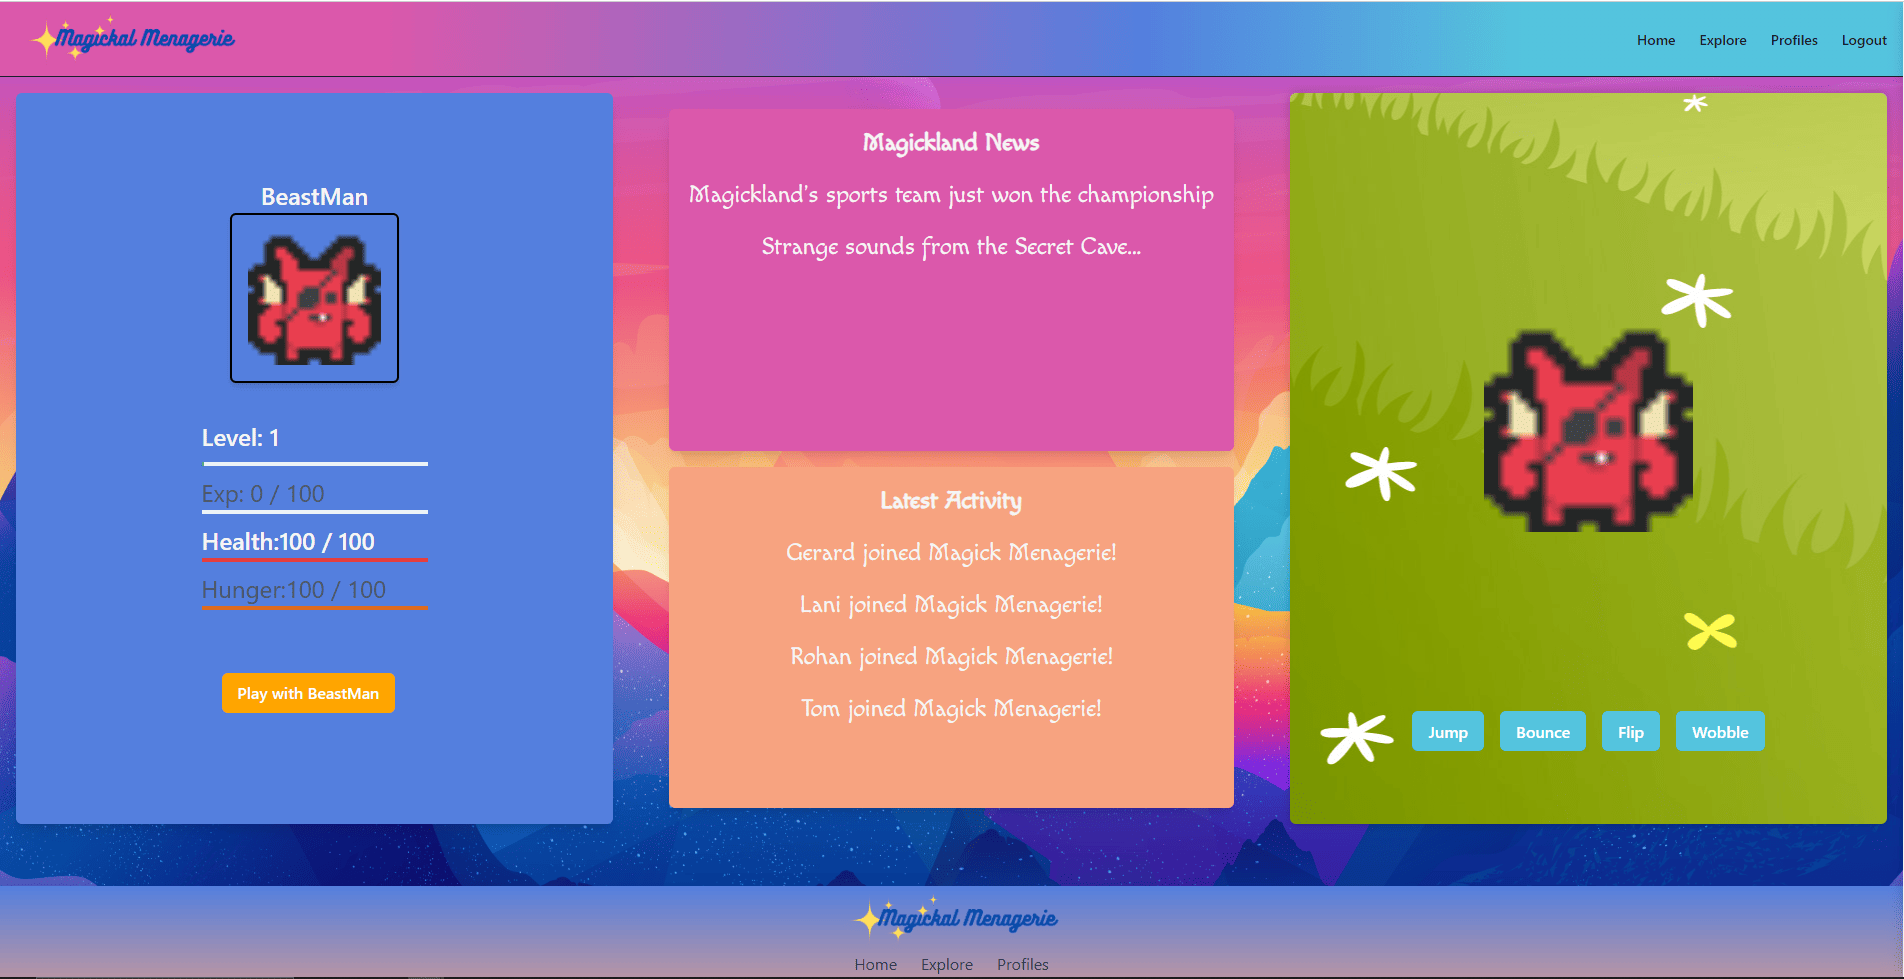 Magickal Menagerie
Home Explore Profiles Logout
BeastMan
Level: 1
Exp: 0 / 100
Health:100 / 100
Hunger:100 / 100
Play with BeastMan
Magickland News
Magickland's sports team just won the championship
Strange sounds from the Secret Cave...
Latest Activity
Gerard joined Magick Menagerie!
Lani joined Magick Menagerie!
Rohan joined Magick Menagerie!
Tom joined Magick Menagerie!
Jump Bounce Flip Wobble
Magickal Menagerie
Home Explore Profiles